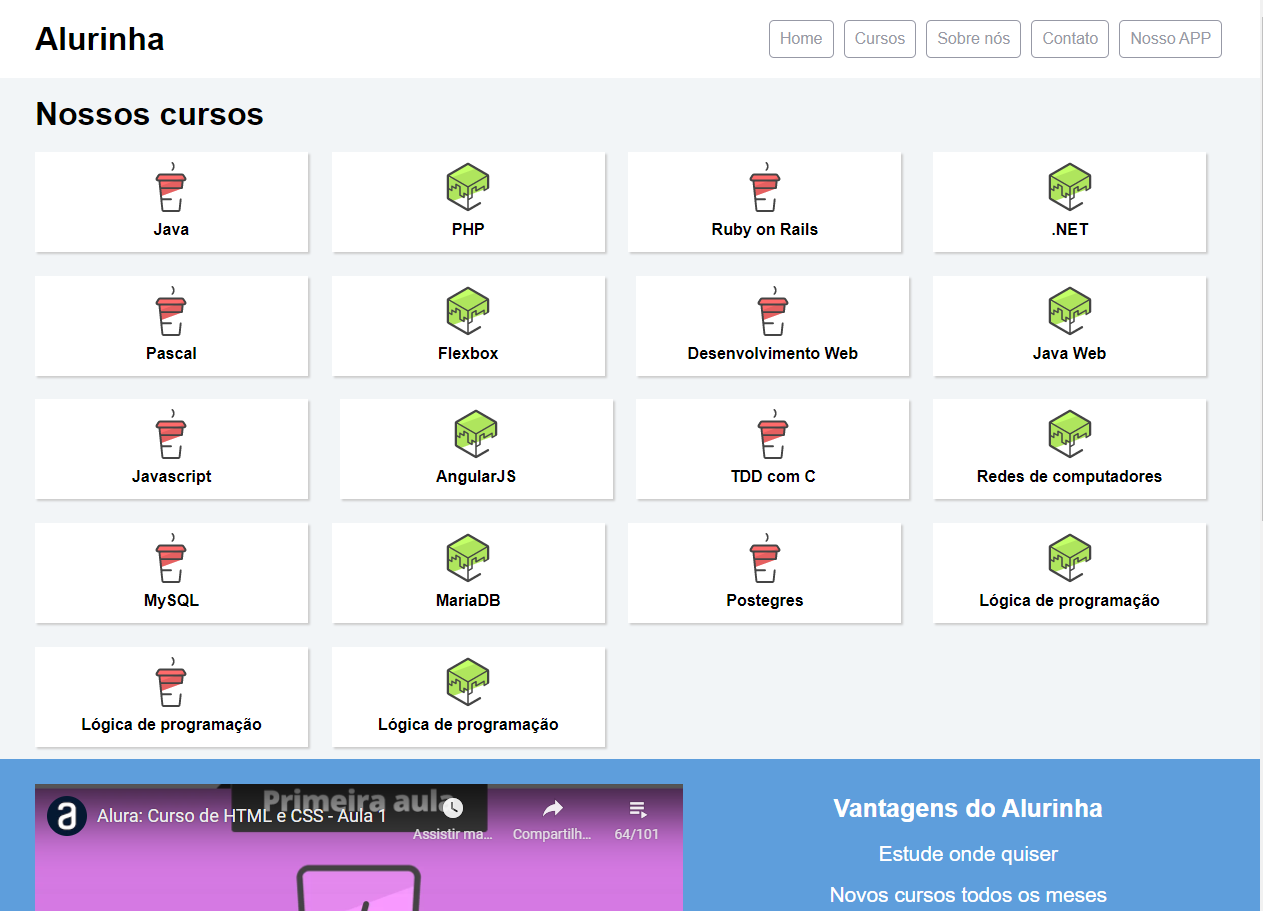 Alurinha
Home Cursos Sobre nós Contato Nosso APP
Nossos cursos
Java PHP Ruby on Rails .NET
Pascal Flexbox Desenvolvimento Web Java Web
Javascript AngularJS TDD com C Redes de computadores
MySQL MariaDB Postegres Lógica de programação
Lógica de programação Lógica de programação
Primeira aula
a Alura: Curso de HTML e CSS - Aula 1
Assistir ma... Compartilh... 64/101
Vantagens do Alurinha
Estude onde quiser
Novos cursos todos os meses